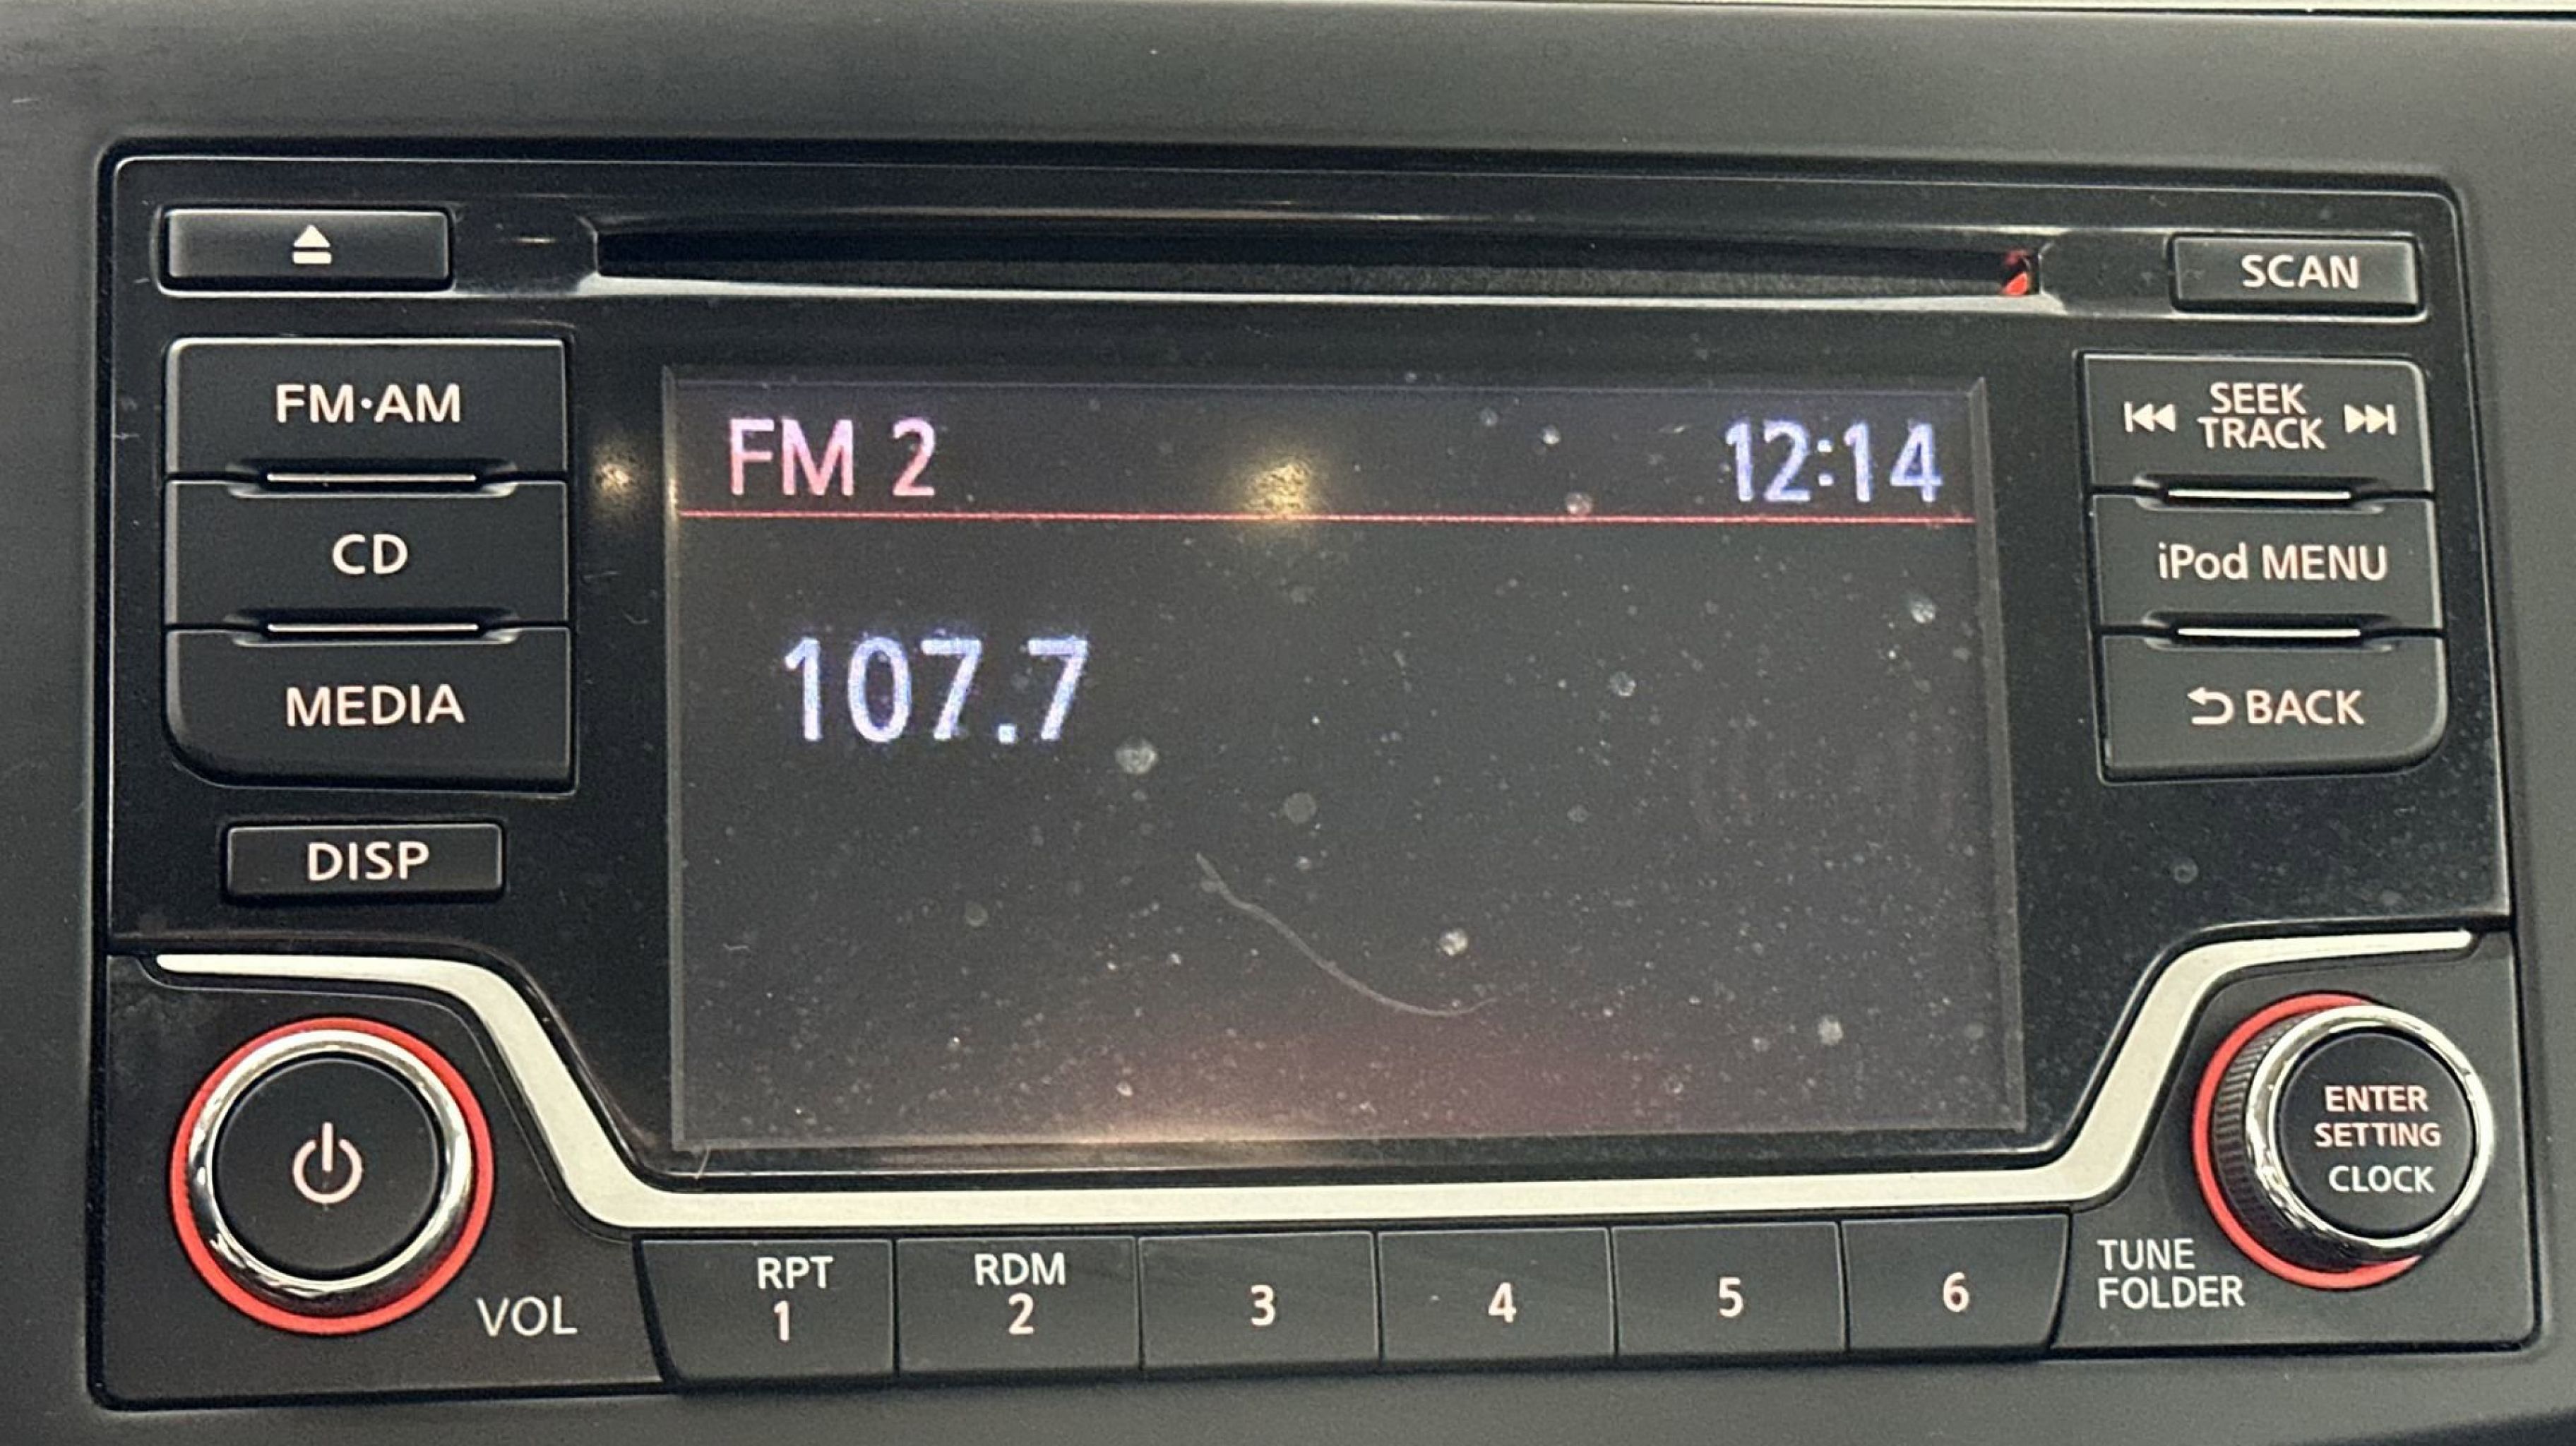 SCAN
FM·AM
CD
MEDIA
DISP
FM 2
12:14
107.7
SEEK
TRACK
iPod MENU
BACK
VOL
RPT
1
RDM
2
3
4
5
6
TUNE
FOLDER
ENTER
SETTING
CLOCK